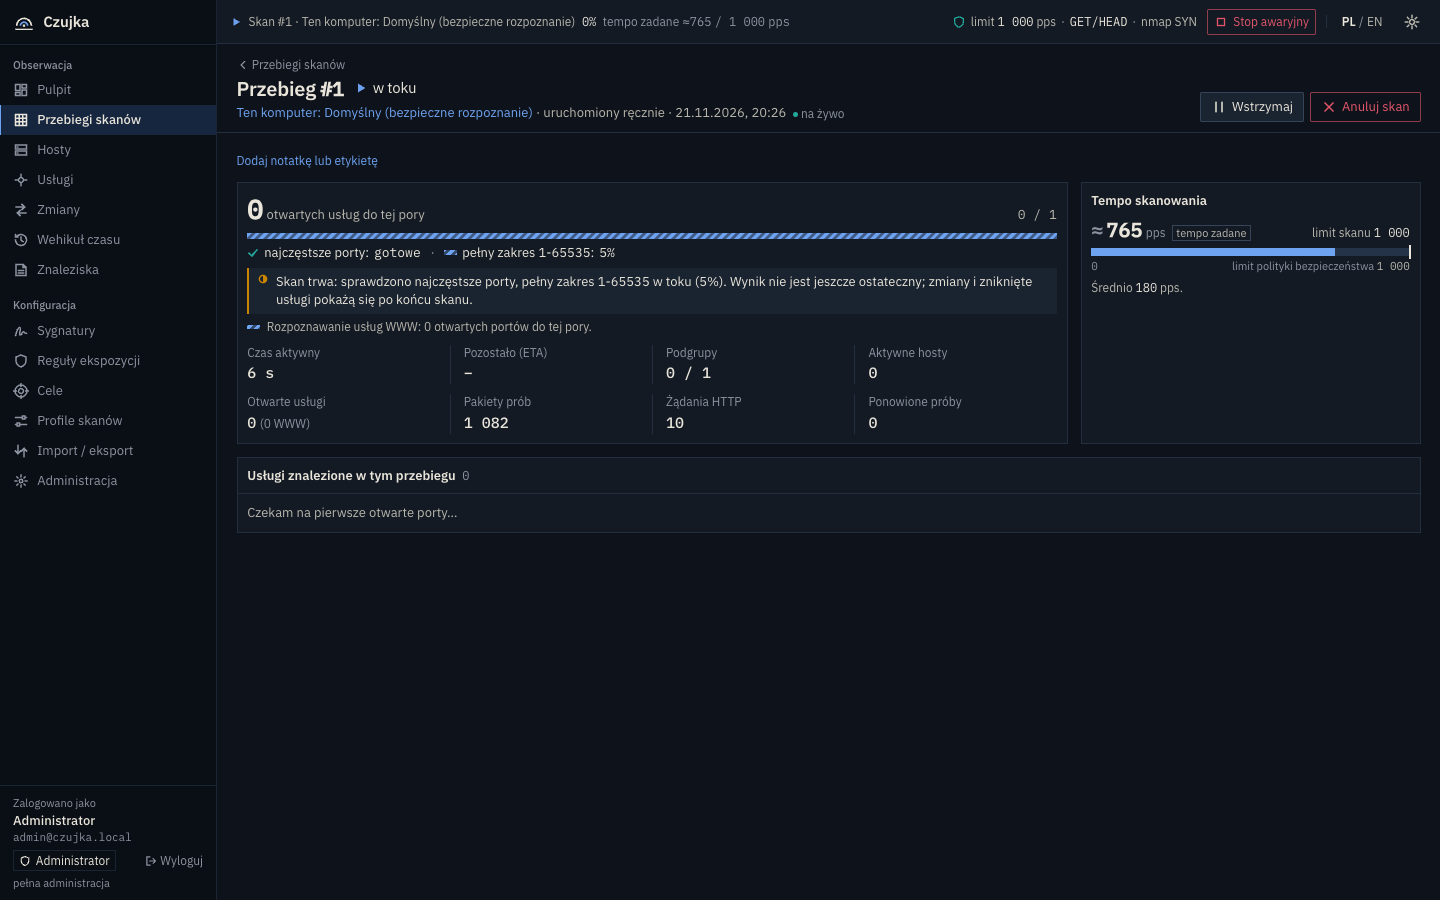 Czujka
Obserwacja
Pulpit
Przebiegi skanów
Hosty
Usługi
Zmiany
Wehikuł czasu
Znaleziska
Konfiguracja
Sygnatury
Reguły ekspozycji
Cele
Profile skanów
Import / eksport
Administracja
Zalogowano jako
Administrator
admin@czujka.local
Administrator
Wyloguj
pełna administracja
Skan #1 · Ten komputer: Domyślny (bezpieczne rozpoznanie) 0% tempo zadane ≈765 / 1 000 pps
limit 1 000 pps · GET/HEAD · nmap SYN
Stop awaryjny
PL / EN
Przebiegi skanów
Przebieg #1 w toku
Ten komputer: Domyślny (bezpieczne rozpoznanie) · uruchomiony ręcznie · 21.11.2026, 20:26 na żywo
Wstrzymaj
Anuluj skan
Dodaj notatkę lub etykietę
0 otwartych usług do tej pory 0 / 1
najczęstsze porty: gotowe · pełny zakres 1-65535: 5%
Skan trwa: sprawdzono najczęstsze porty, pełny zakres 1-65535 w toku (5%). Wynik nie jest jeszcze ostateczny; zmiany i zniknięte
usługi pokażą się po końcu skanu.
Rozpoznawanie usług WWW: 0 otwartych portów do tej pory.
Czas aktywny
6 s
Pozostało (ETA)
–
Podgrupy
0 / 1
Aktywne hosty
0
Otwarte usługi
0 (0 WWW)
Pakiety prób
1 082
Żądania HTTP
10
Ponowione próby
0
Tempo skanowania
≈765 pps tempo zadane limit skanu 1 000
0 limit polityki bezpieczeństwa 1 000
Średnio 180 pps.
Usługi znalezione w tym przebiegu 0
Czekam na pierwsze otwarte porty…